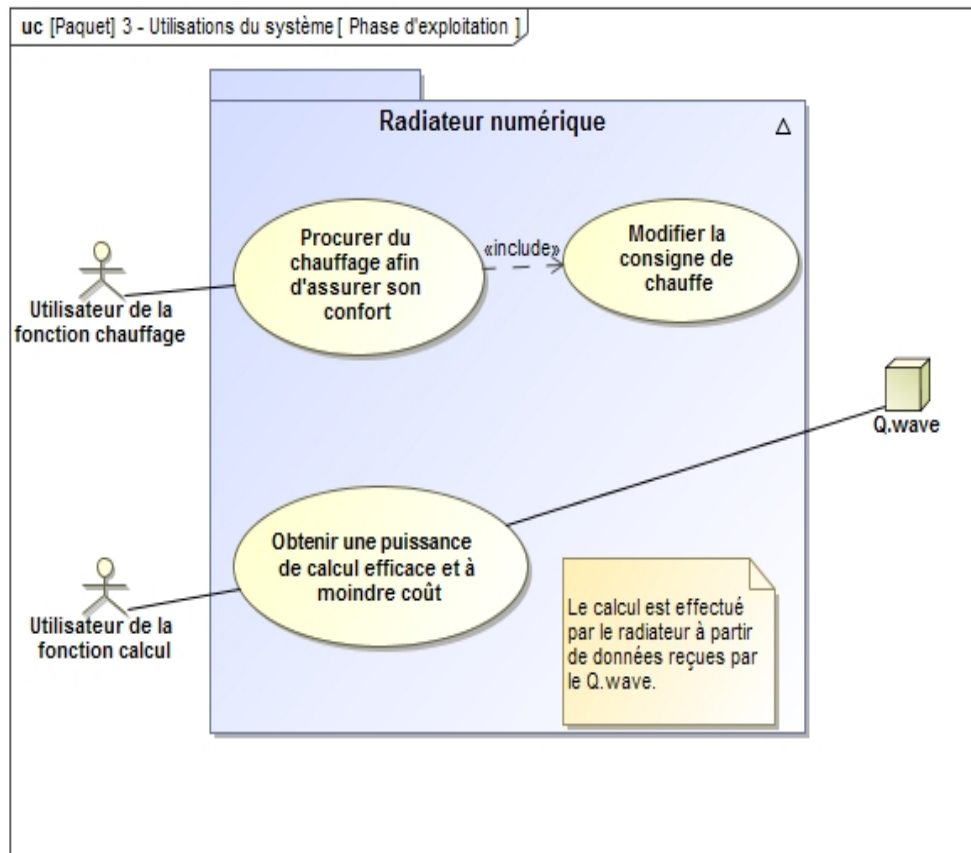 uc [Paquet] 3 - Utilisations du système [ Phase d'exploitation ]
Radiateur numérique
Procurer du
chauffage afin
d'assurer son
confort
«include»
Modifier la
consigne de
chauffe
Utilisateur de la
fonction chauffage
Q.wave
Obtenir une puissance
de calcul efficace et à
moindre coût
Utilisateur de la
fonction calcul
Le calcul est effectué
par le radiateur à partir
de données reçues par
le Q.wave.